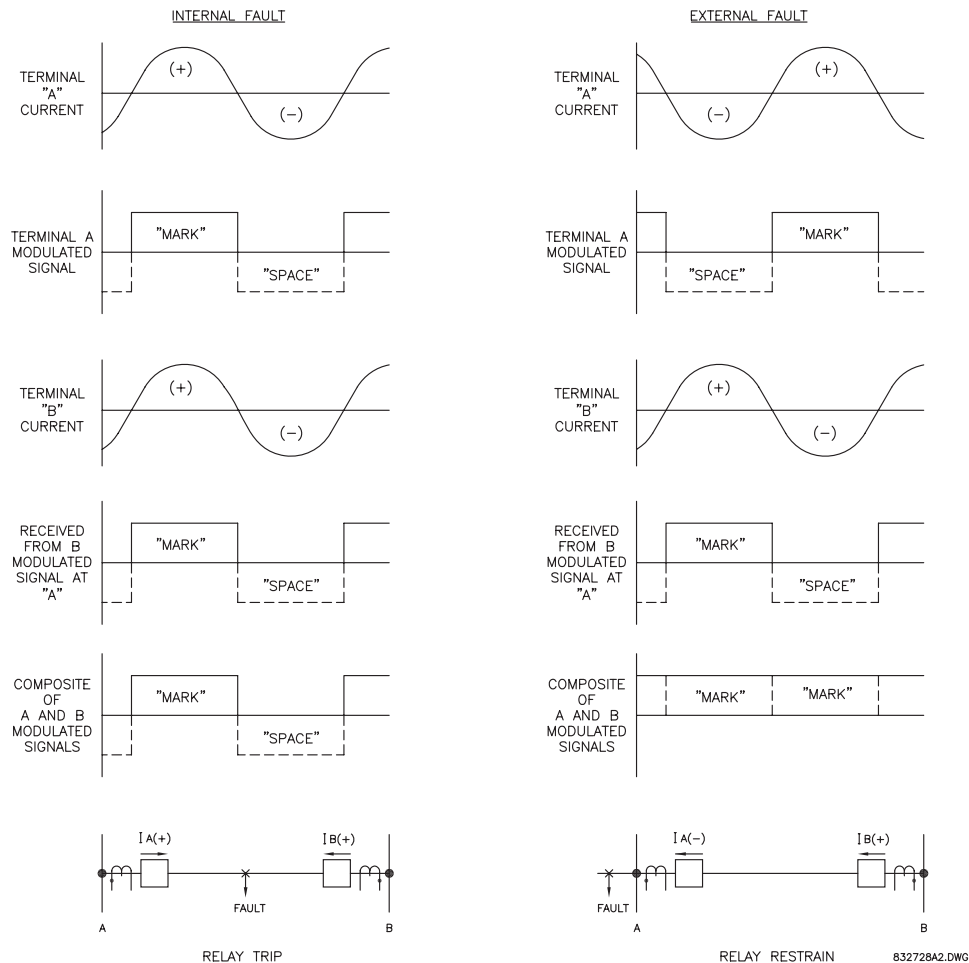 INTERNAL FAULT
TERMINAL
"A"
CURRENT
(+)
(-)
TERMINAL A
MODULATED
SIGNAL
"MARK"
"SPACE"
TERMINAL
"B"
CURRENT
(+)
(-)
RECEIVED
FROM B
MODULATED
SIGNAL AT
"A"
"MARK"
"SPACE"
COMPOSITE
OF
A AND B
MODULATED
SIGNALS
"MARK"
"SPACE"
I A(+)
I B(+)
FAULT
A
B
RELAY TRIP
EXTERNAL FAULT
TERMINAL
"A"
CURRENT
(-)
(+)
TERMINAL A
MODULATED
SIGNAL
"SPACE"
"MARK"
TERMINAL
"B"
CURRENT
(+)
(-)
RECEIVED
FROM B
MODULATED
SIGNAL AT
"A"
"MARK"
"SPACE"
COMPOSITE
OF
A AND B
MODULATED
SIGNALS
"MARK"
"MARK"
I A(-)
I B(+)
FAULT
A
B
RELAY RESTRAIN
832728A2.DWG